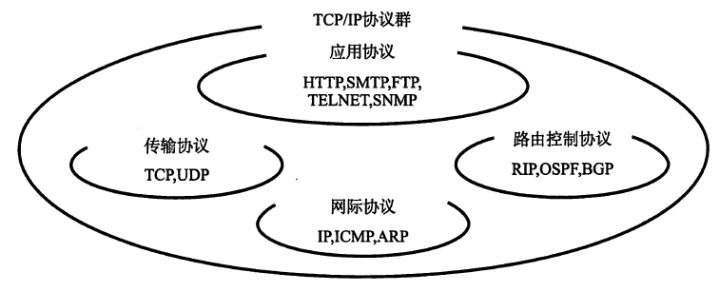 TCP/IP协议群
应用协议
HTTP,SMTP,FTP,
TELNET,SNMP
传输协议
TCP,UDP
路由控制协议
RIP,OSPF,BGP
网际协议
IP,ICMP,ARP